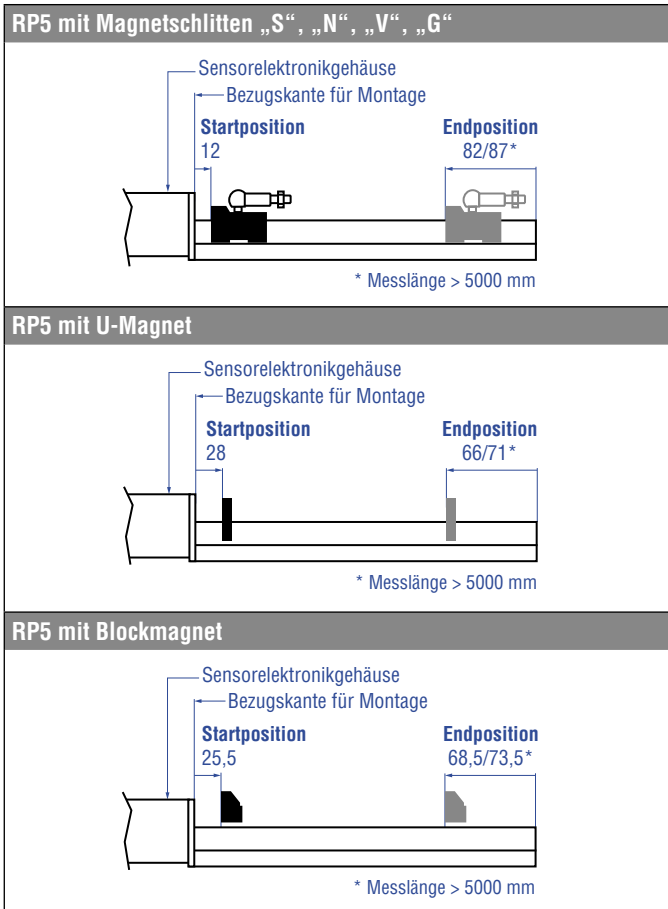 RP5 mit Magnetschlitten „S“, „N“, „V“, „G“
Sensorelektronikgehäuse
Bezugskante für Montage
Startposition
12
Endposition
82/87*
* Messlänge > 5000 mm
RP5 mit U-Magnet
Sensorelektronikgehäuse
Bezugskante für Montage
Startposition
28
Endposition
66/71*
* Messlänge > 5000 mm
RP5 mit Blockmagnet
Sensorelektronikgehäuse
Bezugskante für Montage
Startposition
25,5
Endposition
68,5/73,5*
* Messlänge > 5000 mm